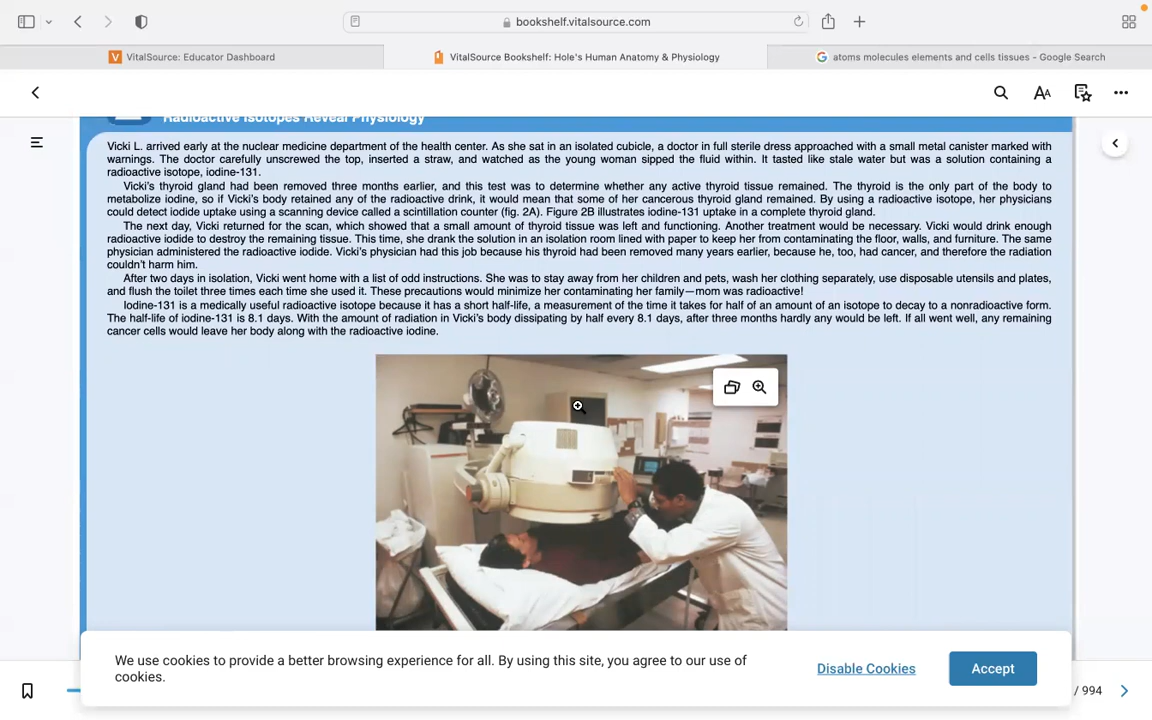 bookshelf.vitalsource.com
VitalSource: Educator Dashboard
VitalSource Bookshelf: Hole's Human Anatomy & Physiology
atoms molecules elements and cells tissues - Google Search
AA
Radioactive Isotopes Reveal Physiology
Vicki L. arrived early at the nuclear medicine department of the health center. As she sat in an isolated cubicle, a doctor in full sterile dress approached with a small metal canister marked with
warnings. The doctor carefully unscrewed the top, inserted a straw, and watched as the young woman sipped the fluid within. It tasted like stale water but was a solution containing a
radioactive isotope, iodine-131.
Vicki's thyroid gland had been removed three months earlier, and this test was to determine whether any active thyroid tissue remained. The thyroid is the only part of the body to
metabolize iodine, so if Vicki's body retained any of the radioactive drink, it would mean that some of her cancerous thyroid gland remained. By using a radioactive isotope, her physicians
could detect iodide uptake using a scanning device called a scintillation counter (fig. 2A). Figure 2B illustrates iodine-131 uptake in a complete thyroid gland.
The next day, Vicki returned for the scan, which showed that a small amount of thyroid tissue was left and functioning. Another treatment would be necessary. Vicki would drink enough
radioactive iodide to destroy the remaining tissue. This time, she drank the solution in an isolation room lined with paper to keep her from contaminating the floor, walls, and furniture. The same
physician administered the radioactive iodide. Vicki's physician had this job because his thyroid had been removed many years earlier, because he, too, had cancer, and therefore the radiation
couldn't harm him.
After two days in isolation, Vicki went home with a list of odd instructions. She was to stay away from her children and pets, wash her clothing separately, use disposable utensils and plates,
and flush the toilet three times each time she used it. These precautions would minimize her contaminating her family—mom was radioactive!
Iodine-131 is a medically useful radioactive isotope because it has a short half-life, a measurement of the time it takes for half of an amount of an isotope to decay to a nonradioactive form.
The half-life of iodine-131 is 8.1 days. With the amount of radiation in Vicki's body dissipating by half every 8.1 days, after three months hardly any would be left. If all went well, any remaining
cancer cells would leave her body along with the radioactive iodine.
We use cookies to provide a better browsing experience for all. By using this site, you agree to our use of
cookies.
Disable Cookies
Accept
/ 994